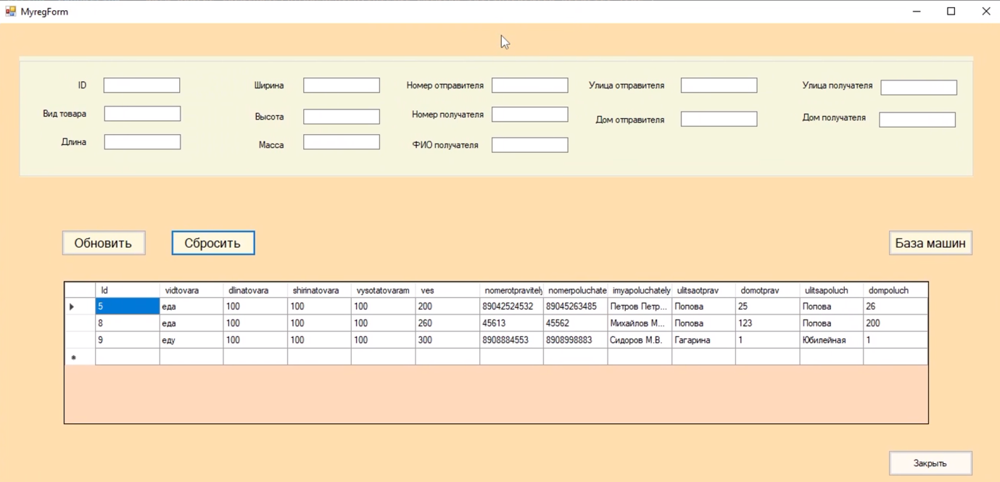 MyregForm
ID Ширина Номер отправителя Улица отправителя Улица получателя
Вид товара Высота Номер получателя Дом отправителя Дом получателя
Длина Масса ФИО получателя
Обновить Сбросить База машин
Id vidtovara dlinatovara shirinatovara vysotatovaram ves nomerotpravitely nomerpoluchate imyapoluchately ulitsaotprav domotprav ulitsapoluch dompoluch
5 еда 100 100 100 200 89042524532 89045263485 Петров Петр... Попова 25 Попова 26
8 еда 100 100 100 260 45613 45562 Михайлов М... Попова 123 Попова 200
9 еду 100 100 100 300 8908884553 8908998883 Сидоров М.В. Гагарина 1 Юбилейная 1
Закрыть